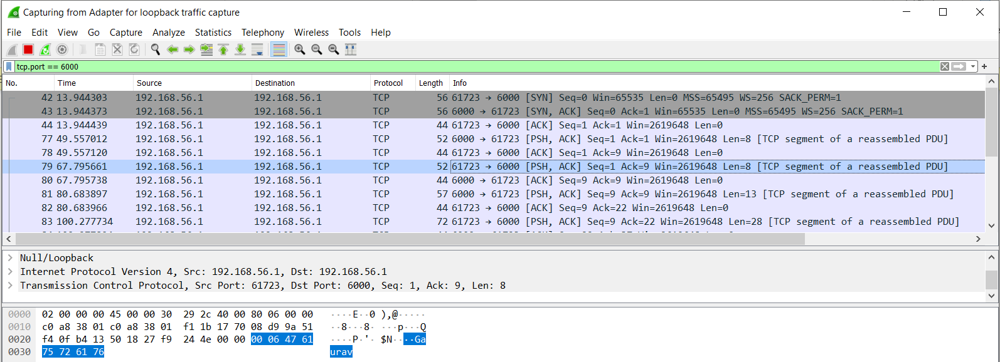 Capturing from Adapter for loopback traffic capture
File Edit View Go Capture Analyze Statistics Telephony Wireless Tools Help
tcp.port == 6000
No. Time Source Destination Protocol Length Info
42 13.944303 192.168.56.1 192.168.56.1 TCP 56 61723 → 6000 [SYN] Seq=0 Win=65535 Len=0 MSS=65495 WS=256 SACK_PERM=1
43 13.944373 192.168.56.1 192.168.56.1 TCP 56 6000 → 61723 [SYN, ACK] Seq=0 Ack=1 Win=65535 Len=0 MSS=65495 WS=256 SACK_PERM=1
44 13.944439 192.168.56.1 192.168.56.1 TCP 44 61723 → 6000 [ACK] Seq=1 Ack=1 Win=2619648 Len=0
77 49.557012 192.168.56.1 192.168.56.1 TCP 52 6000 → 61723 [PSH, ACK] Seq=1 Ack=1 Win=2619648 Len=8 [TCP segment of a reassembled PDU]
78 49.557120 192.168.56.1 192.168.56.1 TCP 44 61723 → 6000 [ACK] Seq=1 Ack=9 Win=2619648 Len=0
79 67.795661 192.168.56.1 192.168.56.1 TCP 52 61723 → 6000 [PSH, ACK] Seq=1 Ack=9 Win=2619648 Len=8 [TCP segment of a reassembled PDU]
80 67.795738 192.168.56.1 192.168.56.1 TCP 44 6000 → 61723 [ACK] Seq=9 Ack=9 Win=2619648 Len=0
81 80.683897 192.168.56.1 192.168.56.1 TCP 57 6000 → 61723 [PSH, ACK] Seq=9 Ack=9 Win=2619648 Len=13 [TCP segment of a reassembled PDU]
82 80.683966 192.168.56.1 192.168.56.1 TCP 44 61723 → 6000 [ACK] Seq=9 Ack=22 Win=2619648 Len=0
83 100.277734 192.168.56.1 192.168.56.1 TCP 72 61723 → 6000 [PSH, ACK] Seq=9 Ack=22 Win=2619648 Len=28 [TCP segment of a reassembled PDU]
Null/Loopback
Internet Protocol Version 4, Src: 192.168.56.1, Dst: 192.168.56.1
Transmission Control Protocol, Src Port: 61723, Dst Port: 6000, Seq: 1, Ack: 9, Len: 8
0000 02 00 00 00 45 00 00 30 29 2c 40 00 80 06 00 00 ····E··0 ),@·····
0010 c0 a8 38 01 c0 a8 38 01 f1 1b 17 70 08 d9 9a 51 ··8···8· ···p···Q
0020 f4 0f b4 13 50 18 27 f9 24 4e 00 00 00 06 47 61 ····P·'· $N····Ga
0030 75 72 61 76 urav